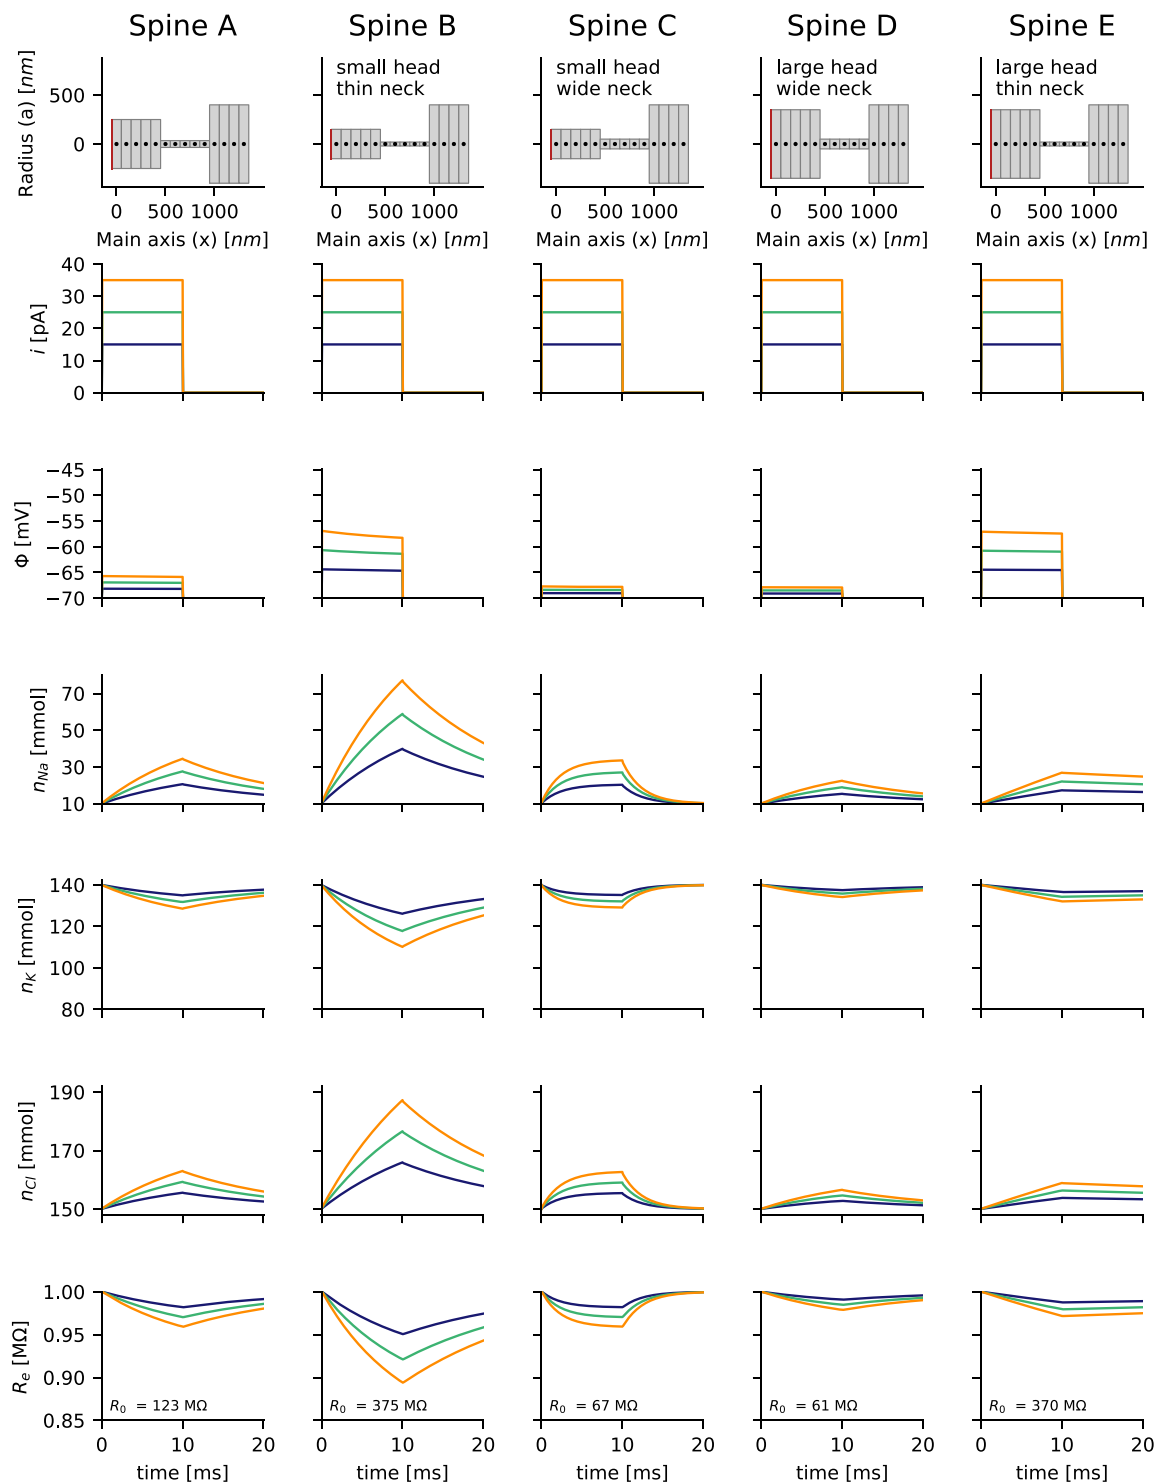 Spine A Spine B Spine C Spine D Spine E
Radius (a) [nm]
500
0
small head
thin neck
small head
wide neck
large head
wide neck
large head
thin neck
0 500 1000 0 500 1000 0 500 1000 0 500 1000 0 500 1000
Main axis (x) [nm] Main axis (x) [nm] Main axis (x) [nm] Main axis (x) [nm] Main axis (x) [nm]
i [pA]
40
30
20
10
0
Φ [mV]
−45
−50
−55
−60
−65
−70
n_Na [mmol]
70
50
30
10
n_K [mmol]
140
120
100
80
n_Cl [mmol]
190
170
150
R_e [MΩ]
1.00
0.95
0.90
0.85
R_0 = 123 MΩ R_0 = 375 MΩ R_0 = 67 MΩ R_0 = 61 MΩ R_0 = 370 MΩ
0 10 20 0 10 20 0 10 20 0 10 20 0 10 20
time [ms] time [ms] time [ms] time [ms] time [ms]